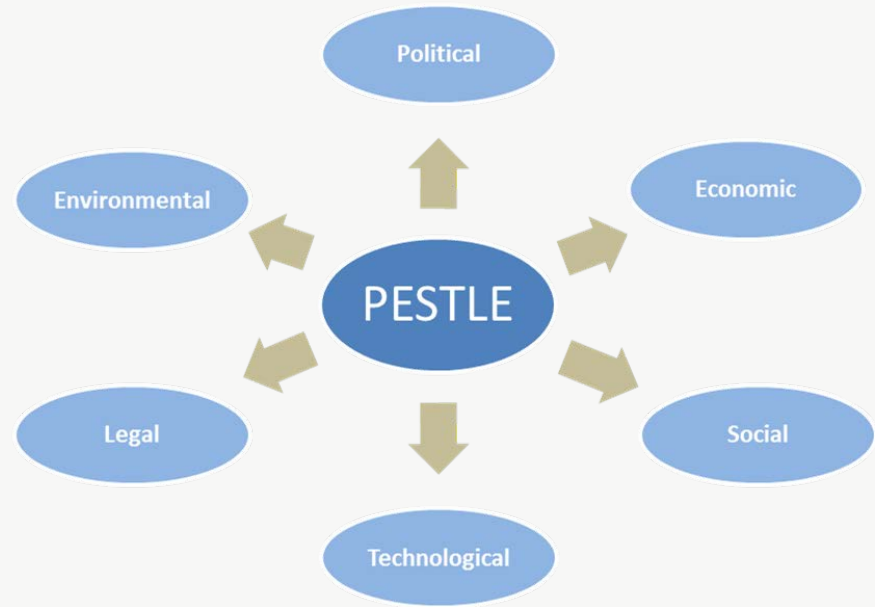 Political
Economic
Social
Technological
Legal
Environmental
PESTLE